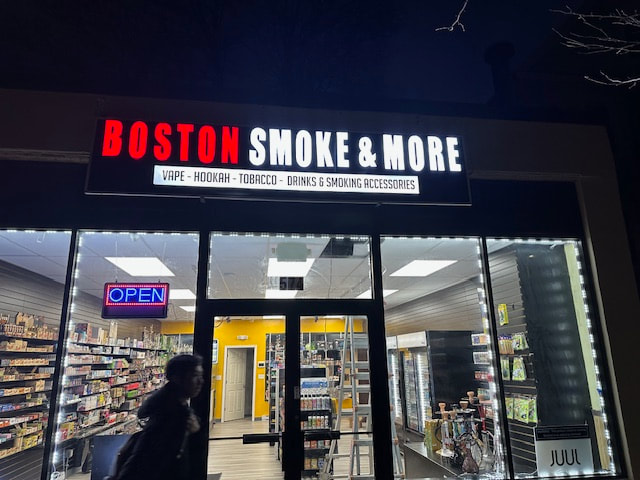 BOSTON SMOKE & MORE
VAPE - HOOKAH - TOBACCO - DRINKS & SMOKING ACCESSORIES
OPEN
JUUL